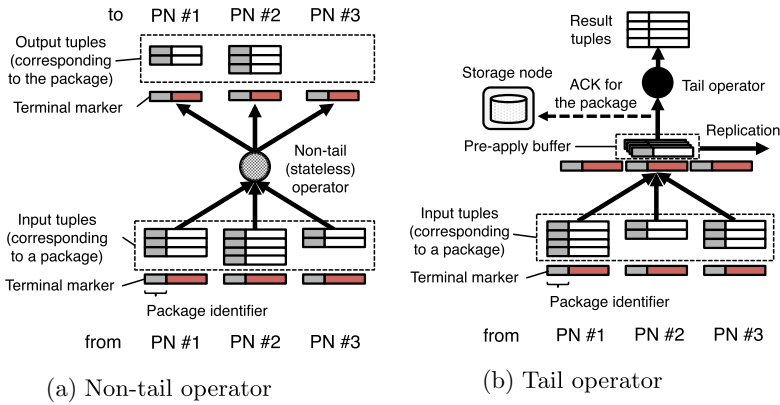 to PN #1 PN #2 PN #3
Output tuples
(corresponding
to the package)
Terminal marker
Non-tail
(stateless)
operator
Input tuples
(corresponding
to a package)
Terminal marker
Package identifier
from PN #1 PN #2 PN #3
(a) Non-tail operator
Result
tuples
Storage node
ACK for
the package
Tail operator
Pre-apply buffer
Replication
Input tuples
(corresponding
to a package)
Terminal marker
Package identifier
from PN #1 PN #2 PN #3
(b) Tail operator